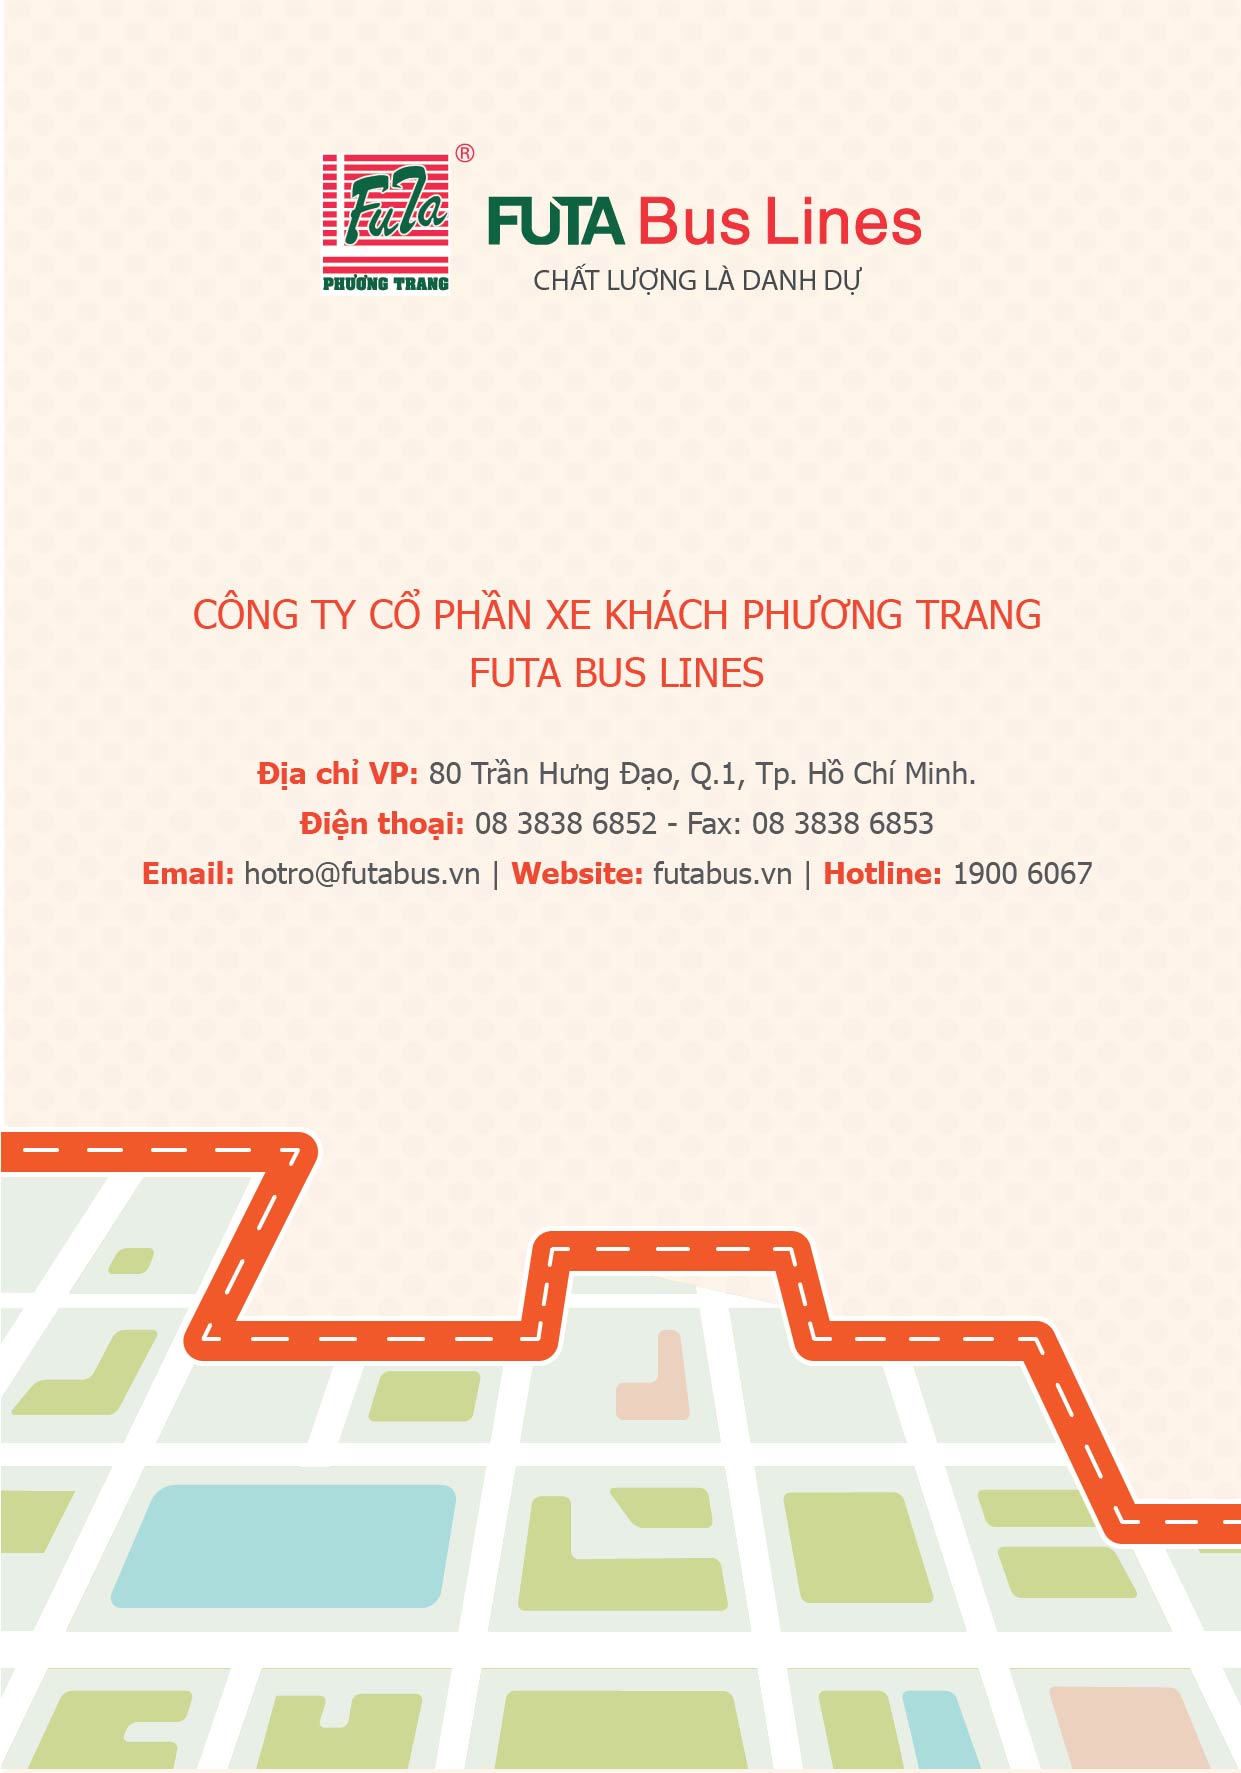 FuTa ®
PHƯƠNG TRANG
FUTA Bus Lines
CHẤT LƯỢNG LÀ DANH DỰ
CÔNG TY CỔ PHẦN XE KHÁCH PHƯƠNG TRANG
FUTA BUS LINES
Địa chỉ VP: 80 Trần Hưng Đạo, Q.1, Tp. Hồ Chí Minh.
Điện thoại: 08 3838 6852 - Fax: 08 3838 6853
Email: hotro@futabus.vn | Website: futabus.vn | Hotline: 1900 6067